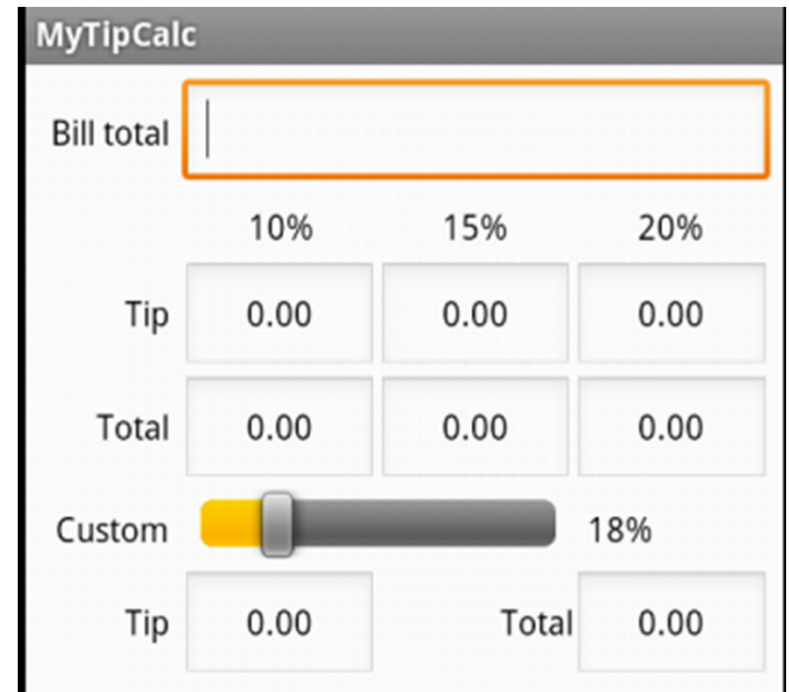 MyTipCalc
Bill total
10% 15% 20%
Tip 0.00 0.00 0.00
Total 0.00 0.00 0.00
Custom 18%
Tip 0.00 Total 0.00